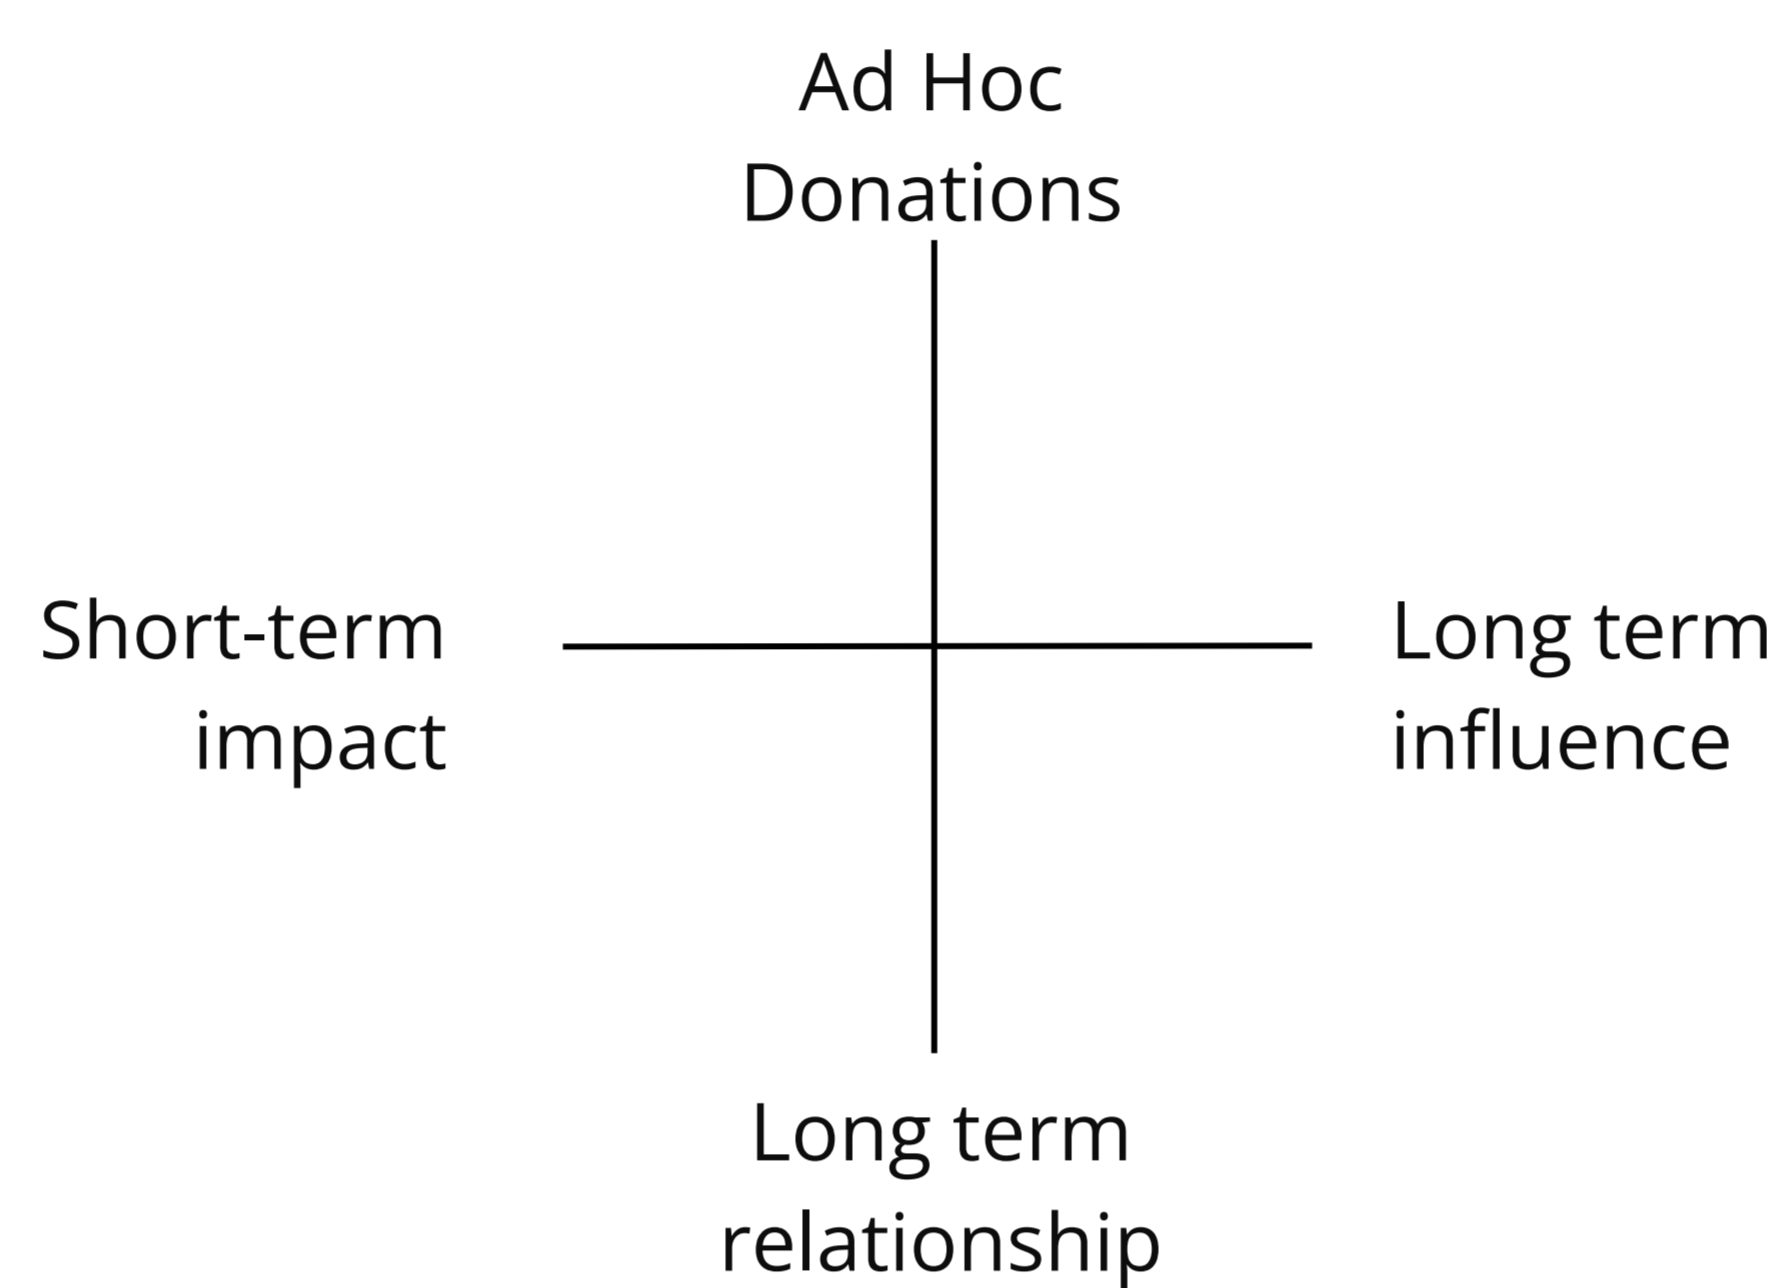 Ad Hoc
Donations
Short-term
impact
Long term
influence
Long term
relationship